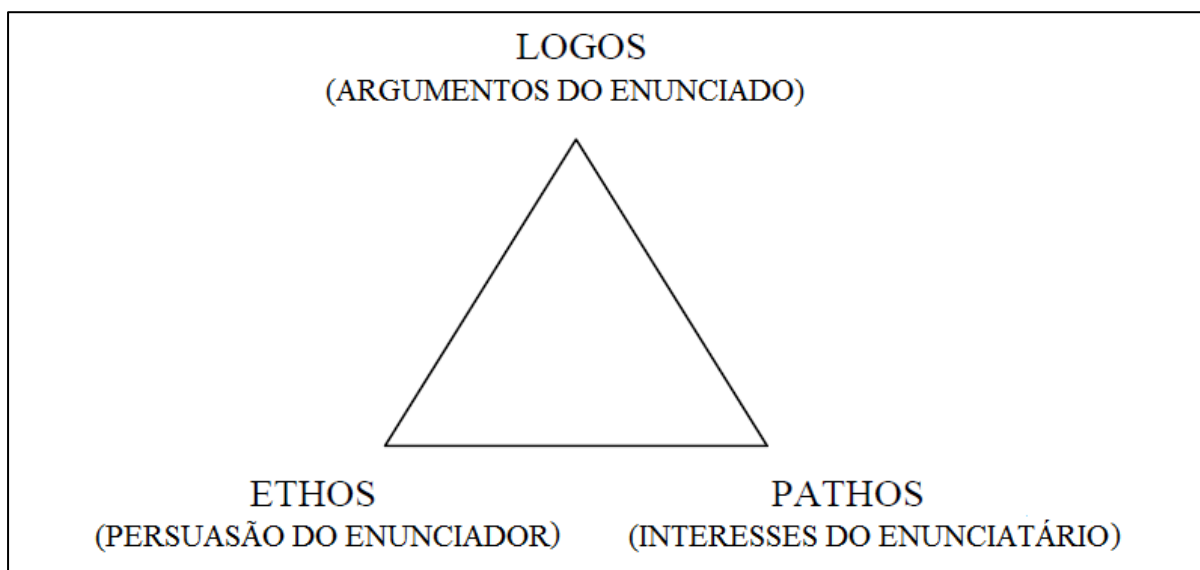 LOGOS
(ARGUMENTOS DO ENUNCIADO)
ETHOS
(PERSUASÃO DO ENUNCIADOR)
PATHOS
(INTERESSES DO ENUNCIATÁRIO)